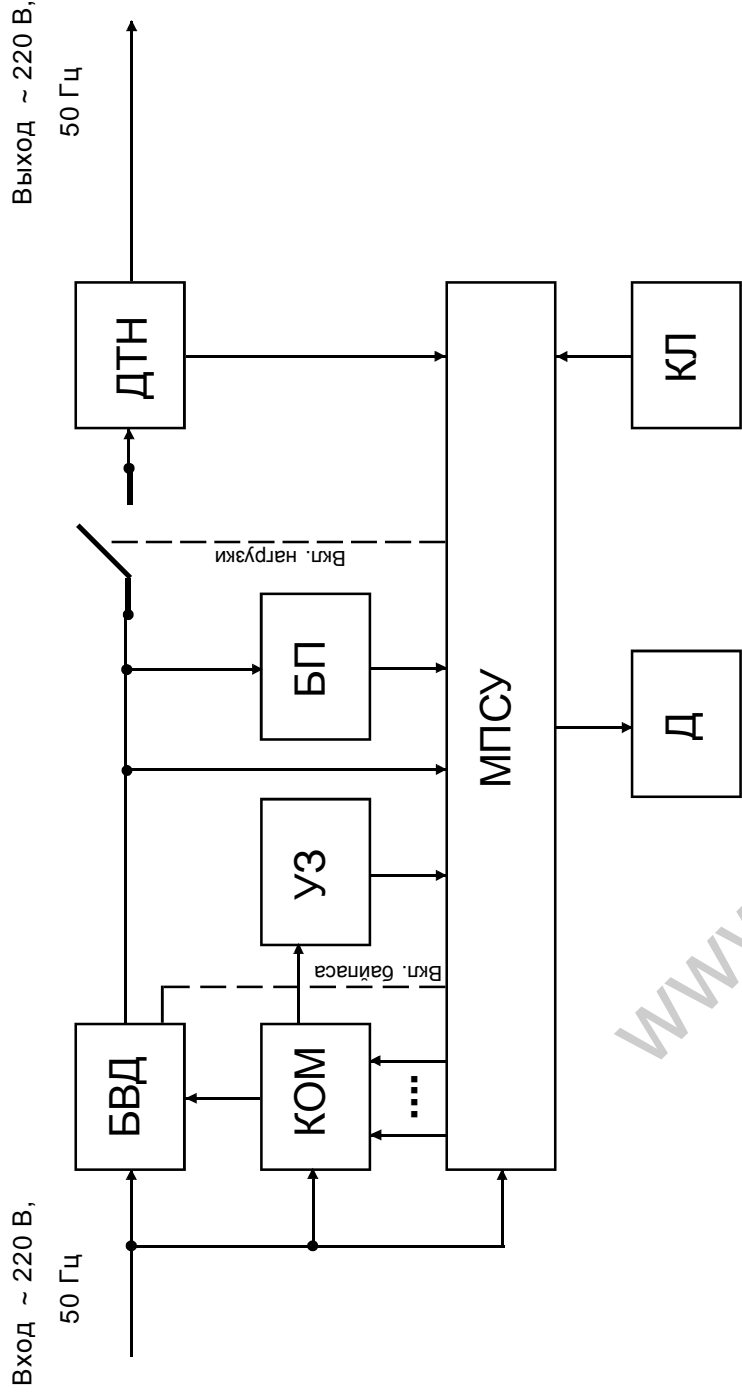 Вход ~ 220 В,
50 Гц
Выход ~ 220 В,
50 Гц
БВД
ДТН
Вкл. нагрузки
КОМ
УЗ
БП
Вкл. байпаса
....
МПСУ
Д
КЛ
www